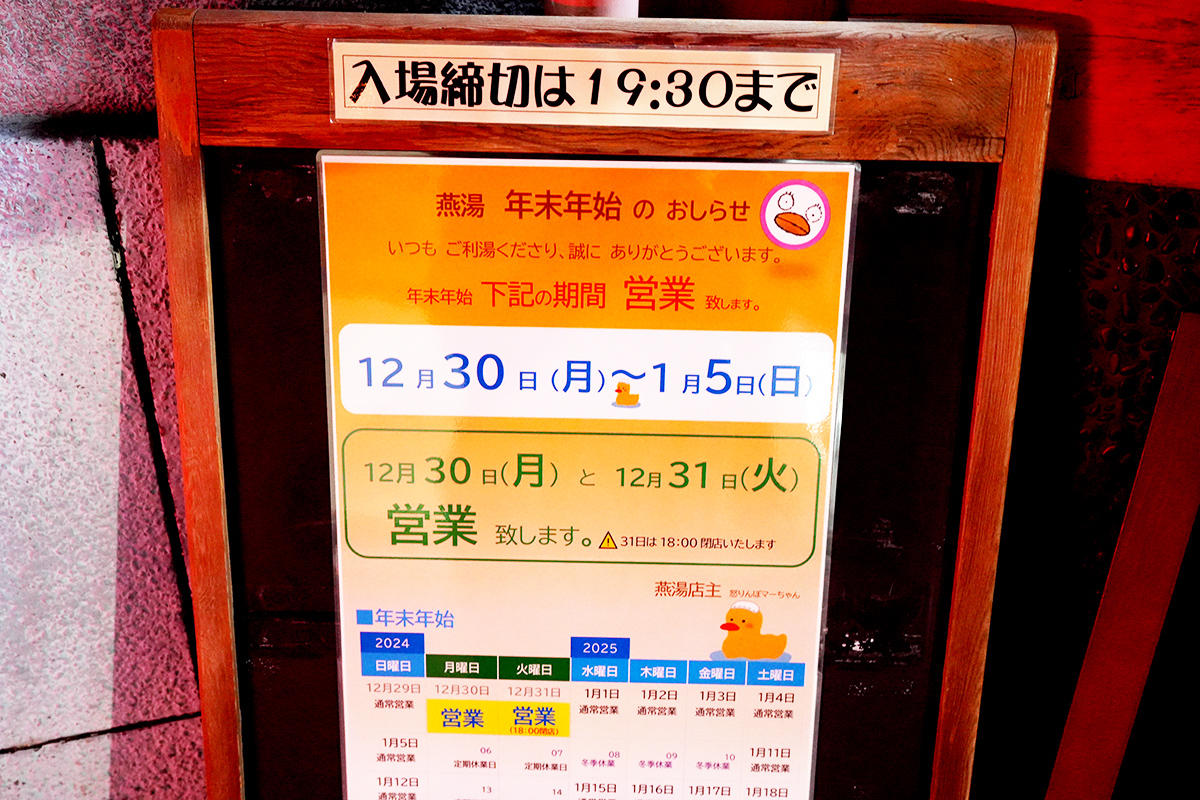 入場締切は19:30まで
燕湯 年末年始 の おしらせ
いつも ご利湯くださり、誠に ありがとうございます。
年末年始 下記の期間 営業 致します。
12月30日(月)〜1月5日(日)
12月30日(月) と 12月31日(火)
営業 致します。 31日は18:00閉店いたします
燕湯店主 怒りんぼマーちゃん
■年末年始
2024 2025
日曜日 月曜日 火曜日 水曜日 木曜日 金曜日 土曜日
12月29日 12月30日 12月31日 1月1日 1月2日 1月3日 1月4日
通常営業 営業 営業 通常営業 通常営業 通常営業 通常営業
(18:00閉店)
1月5日 06 07 08 09 10 1月11日
通常営業 定期休業日 定期休業日 冬季休業 冬季休業 冬季休業 通常営業
1月12日 13 14 1月15日 1月16日 1月17日 1月18日
通常営業